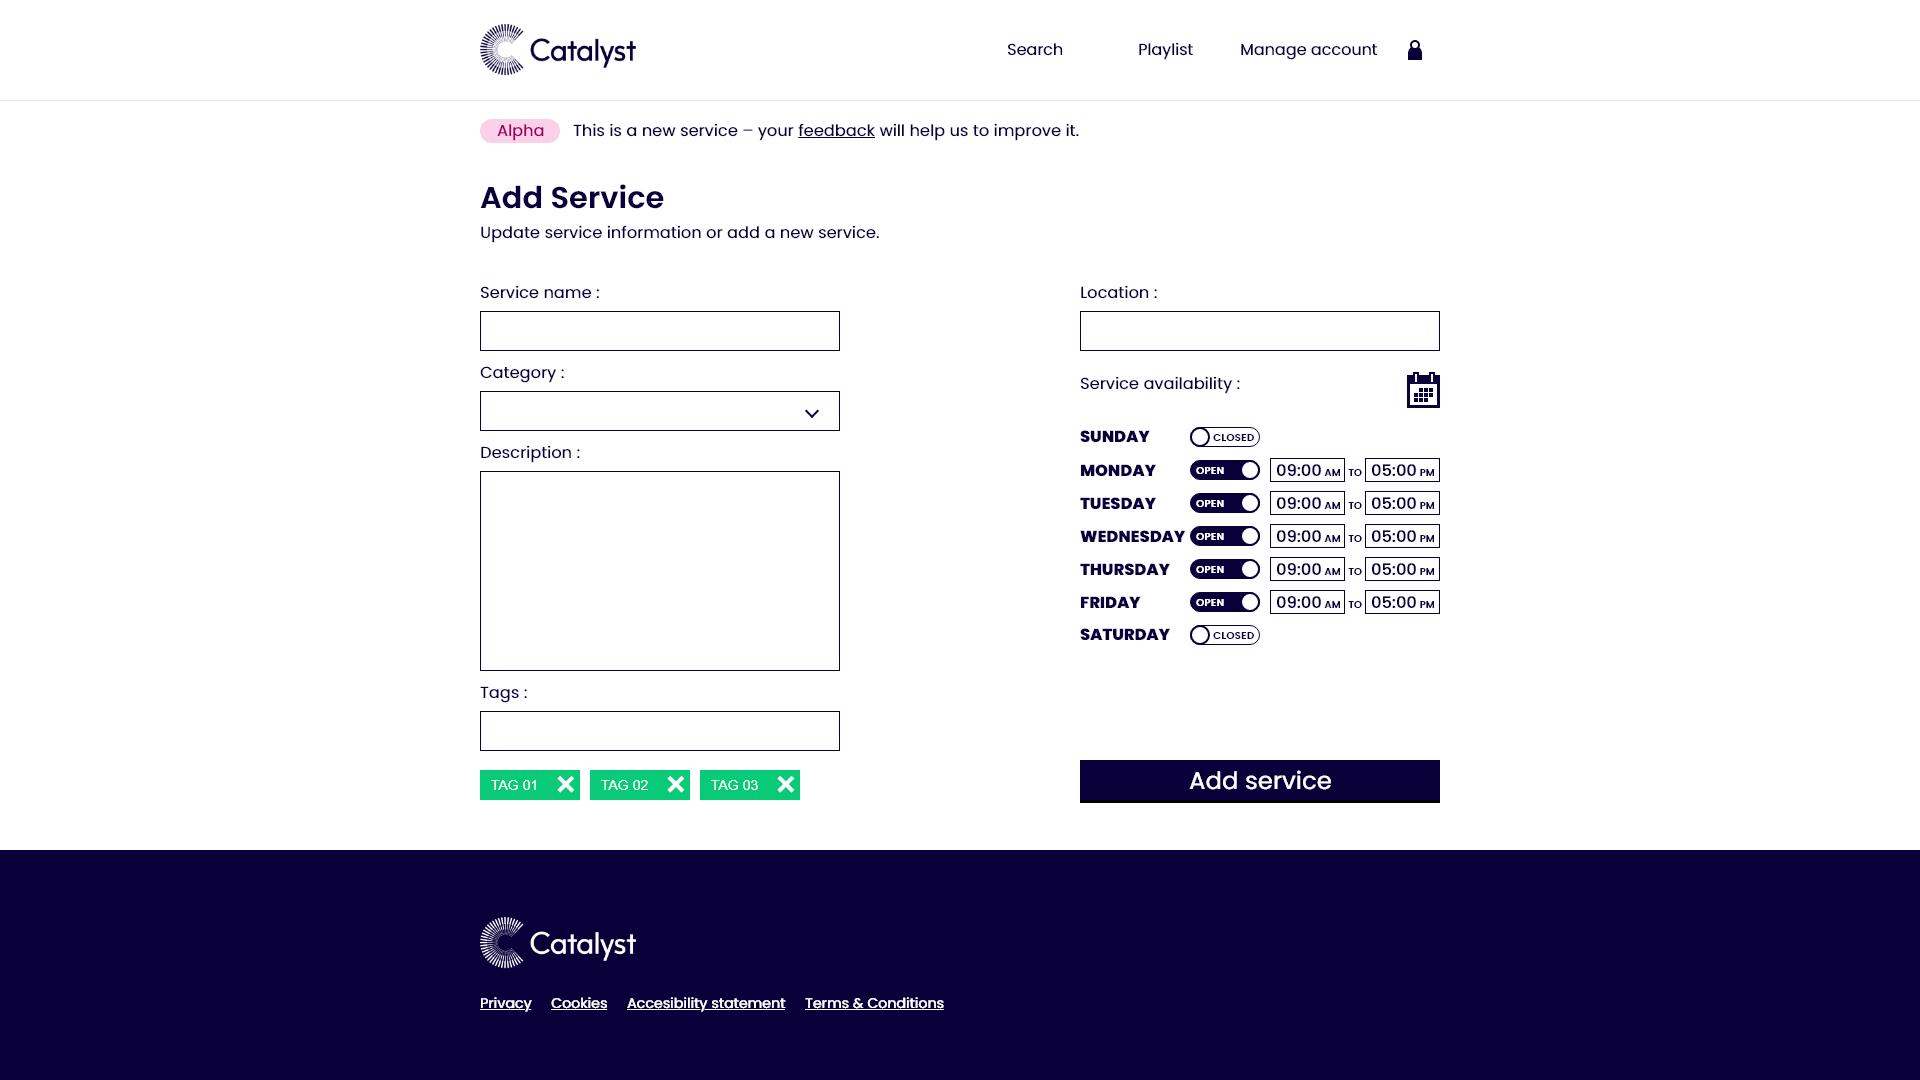 Catalyst
Search Playlist Manage account
Alpha This is a new service – your feedback will help us to improve it.
Add Service
Update service information or add a new service.
Service name :
Category :
Description :
Tags :
TAG 01 TAG 02 TAG 03
Location :
Service availability :
SUNDAY CLOSED
MONDAY OPEN 09:00 AM TO 05:00 PM
TUESDAY OPEN 09:00 AM TO 05:00 PM
WEDNESDAY OPEN 09:00 AM TO 05:00 PM
THURSDAY OPEN 09:00 AM TO 05:00 PM
FRIDAY OPEN 09:00 AM TO 05:00 PM
SATURDAY CLOSED
Add service
Catalyst
Privacy Cookies Accesibility statement Terms & Conditions